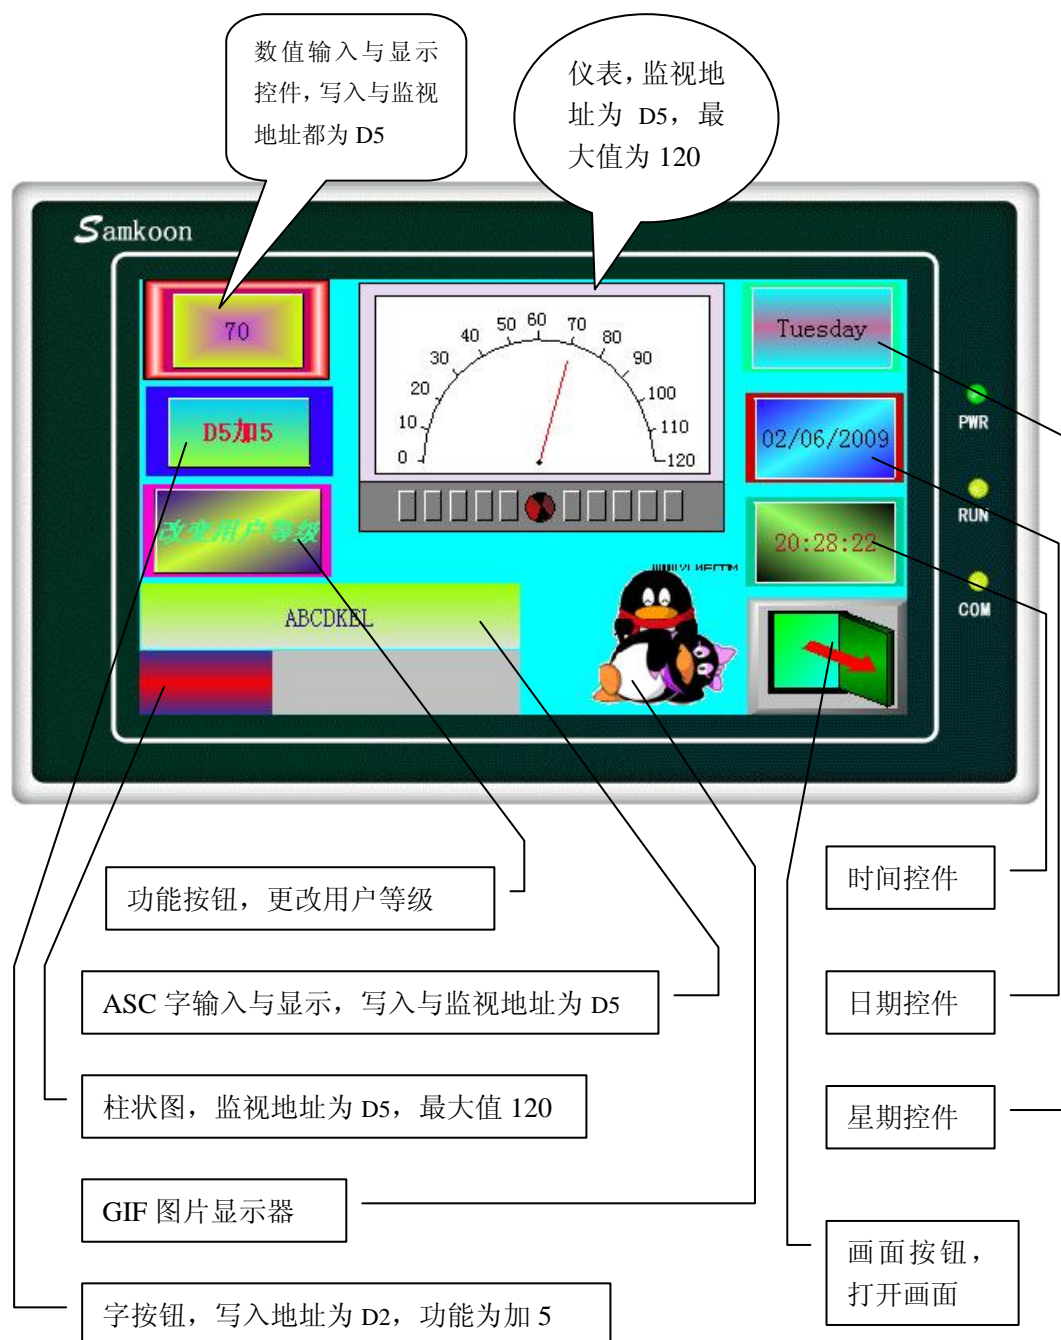 数值输入与显示
控件，写入与监视
地址都为 D5
仪表，监视地
址为 D5，最
大值为 120
Samkoon
70
D5加5
改变用户等级
0
10
20
30
40
50
60
70
80
90
100
110
120
Tuesday
02/06/2009
20:28:22
ABCDKEL
PWR
RUN
COM
功能按钮，更改用户等级
ASC 字输入与显示，写入与监视地址为 D5
柱状图，监视地址为 D5，最大值 120
GIF 图片显示器
字按钮，写入地址为 D2，功能为加 5
时间控件
日期控件
星期控件
画面按钮，
打开画面